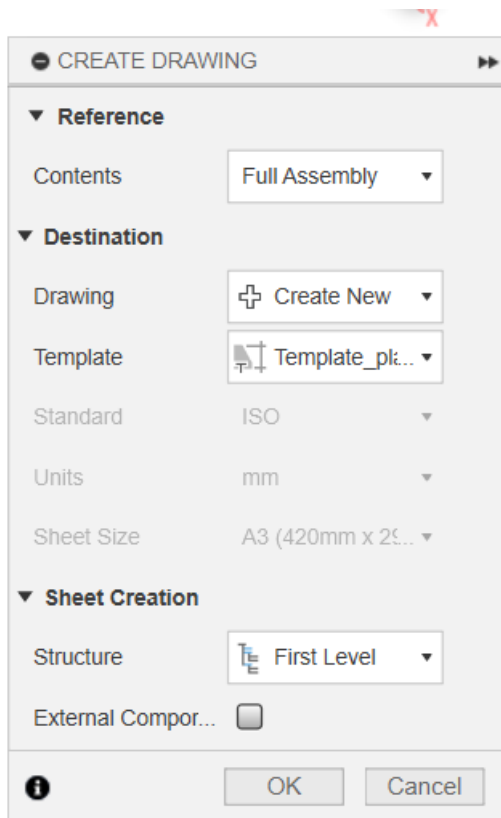 X
CREATE DRAWING
Reference
Contents Full Assembly
Destination
Drawing Create New
Template T Template_pla...
Standard ISO
Units mm
Sheet Size A3 (420mm x 29...
Sheet Creation
Structure First Level
External Compor...
OK Cancel